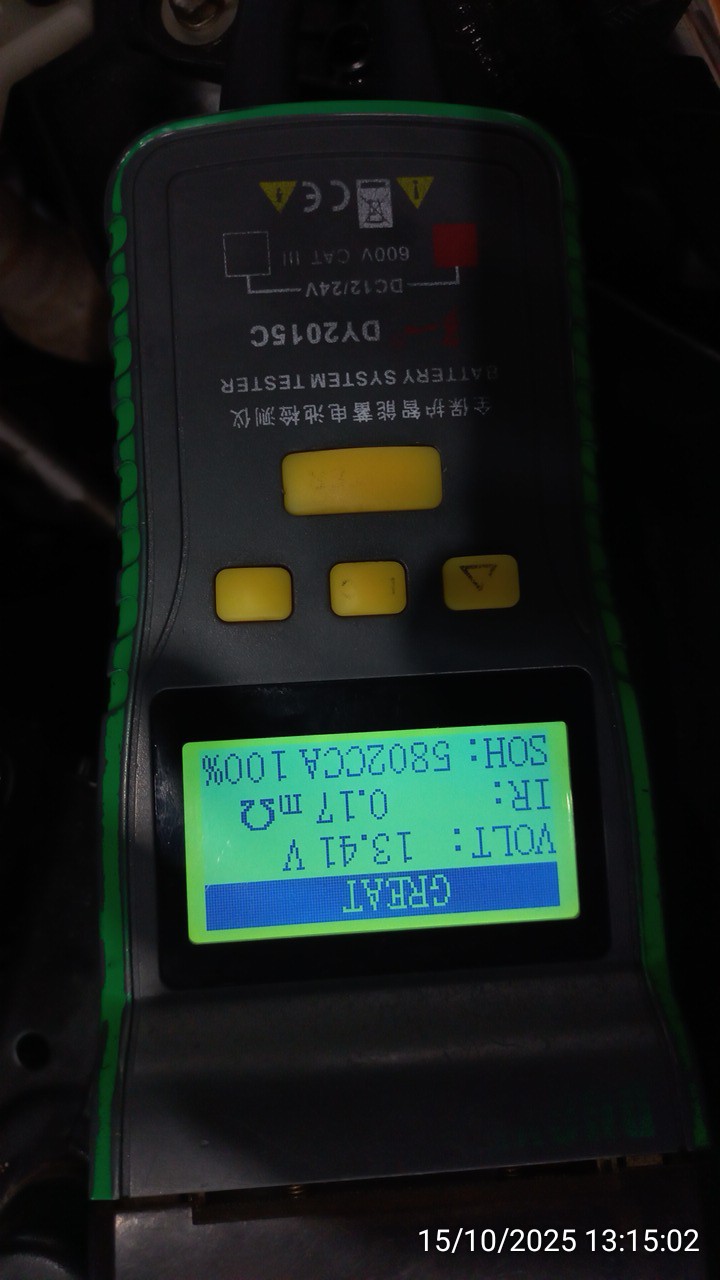 GREAT
VOLT: 13.41 V
IR: 0.17 mΩ
SOH: 5802CCA 100%
全保护智能蓄电池检测仪
BATTERY SYSTEM TESTER
DY2015C
DC12/24V
600V CAT III
CE
15/10/2025 13:15:02